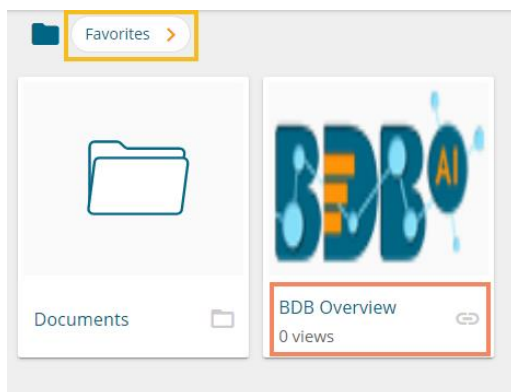 Favorites
BDB
AI
Documents
BDB Overview
0 views